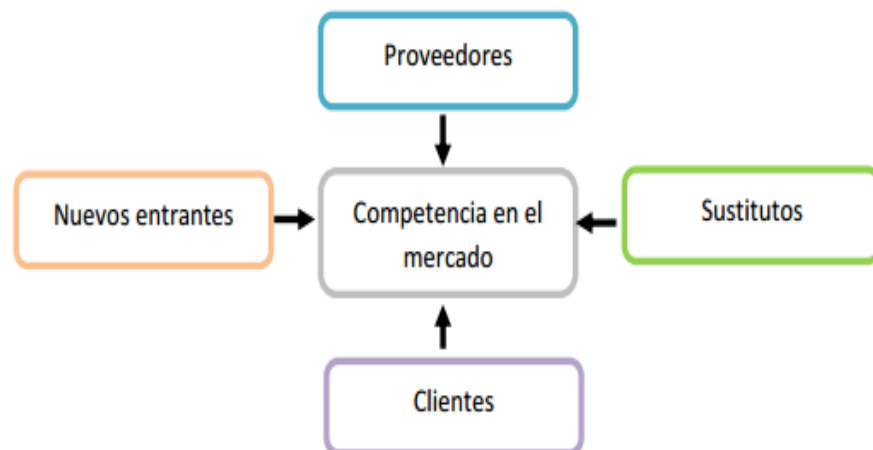 Proveedores
Nuevos entrantes
Competencia en el
mercado
Sustitutos
Clientes